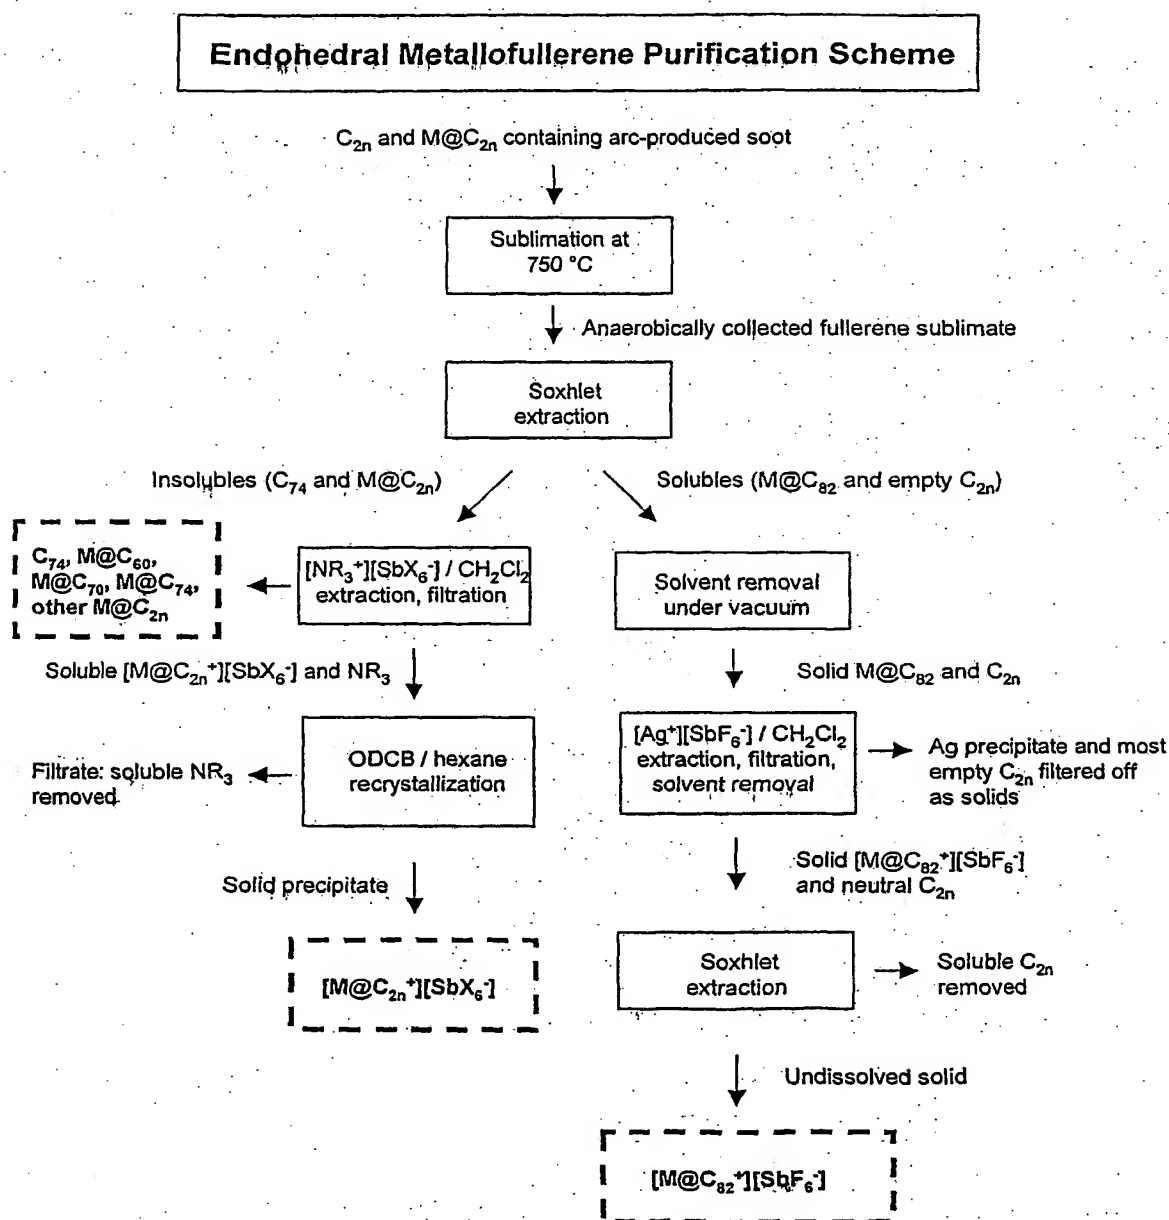 Endohedral Metallofullerene Purification Scheme
C₂ₙ and M@C₂ₙ containing arc-produced soot
Sublimation at
750 °C
Anaerobically collected fullerene sublimate
Soxhlet
extraction
Insolubles (C₇₄ and M@C₂ₙ)
Solubles (M@C₈₂ and empty C₂ₙ)
C₇₄, M@C₆₀,
M@C₇₀, M@C₇₄,
other M@C₂ₙ
[NR₃⁺][SbX₆⁻] / CH₂Cl₂
extraction, filtration
Solvent removal
under vacuum
Soluble [M@C₂ₙ⁺][SbX₆⁻] and NR₃
Solid M@C₈₂ and C₂ₙ
Filtrate: soluble NR₃
removed
ODCB / hexane
recrystallization
[Ag⁺][SbF₆⁻] / CH₂Cl₂
extraction, filtration,
solvent removal
Ag precipitate and most
empty C₂ₙ filtered off
as solids
Solid precipitate
Solid [M@C₈₂⁺][SbF₆⁻]
and neutral C₂ₙ
[M@C₂ₙ⁺][SbX₆⁻]
Soxhlet
extraction
Soluble C₂ₙ
removed
Undissolved solid
[M@C₈₂⁺][SbF₆⁻]